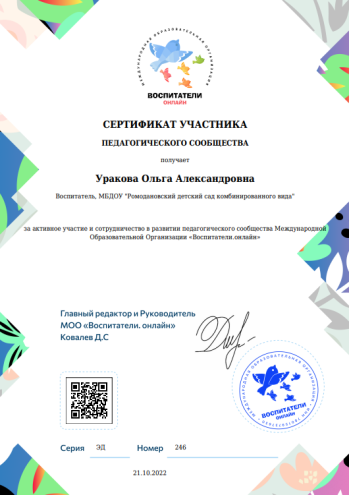 МЕЖДУНАРОДНАЯ ОБРАЗОВАТЕЛЬНАЯ ОРГАНИЗАЦИЯ
ВОСПИТАТЕЛИ
ОНЛАЙН
СЕРТИФИКАТ УЧАСТНИКА
ПЕДАГОГИЧЕСКОГО СООБЩЕСТВА
получает
Уракова Ольга Александровна
Воспитатель, МБДОУ "Ромодановский детский сад комбинированного вида"
за активное участие и сотрудничество в развитии педагогического сообщества Международной
Образовательной Организации «Воспитатели.онлайн»
Главный редактор и Руководитель
МОО «Воспитатели. онлайн»
Ковалев Д.С
МЕЖДУНАРОДНАЯ ОБРАЗОВАТЕЛЬНАЯ ОРГАНИЗАЦИЯ
ВОСПИТАТЕЛИ
ОНЛАЙН
Серия ЭД Номер 246
21.10.2022